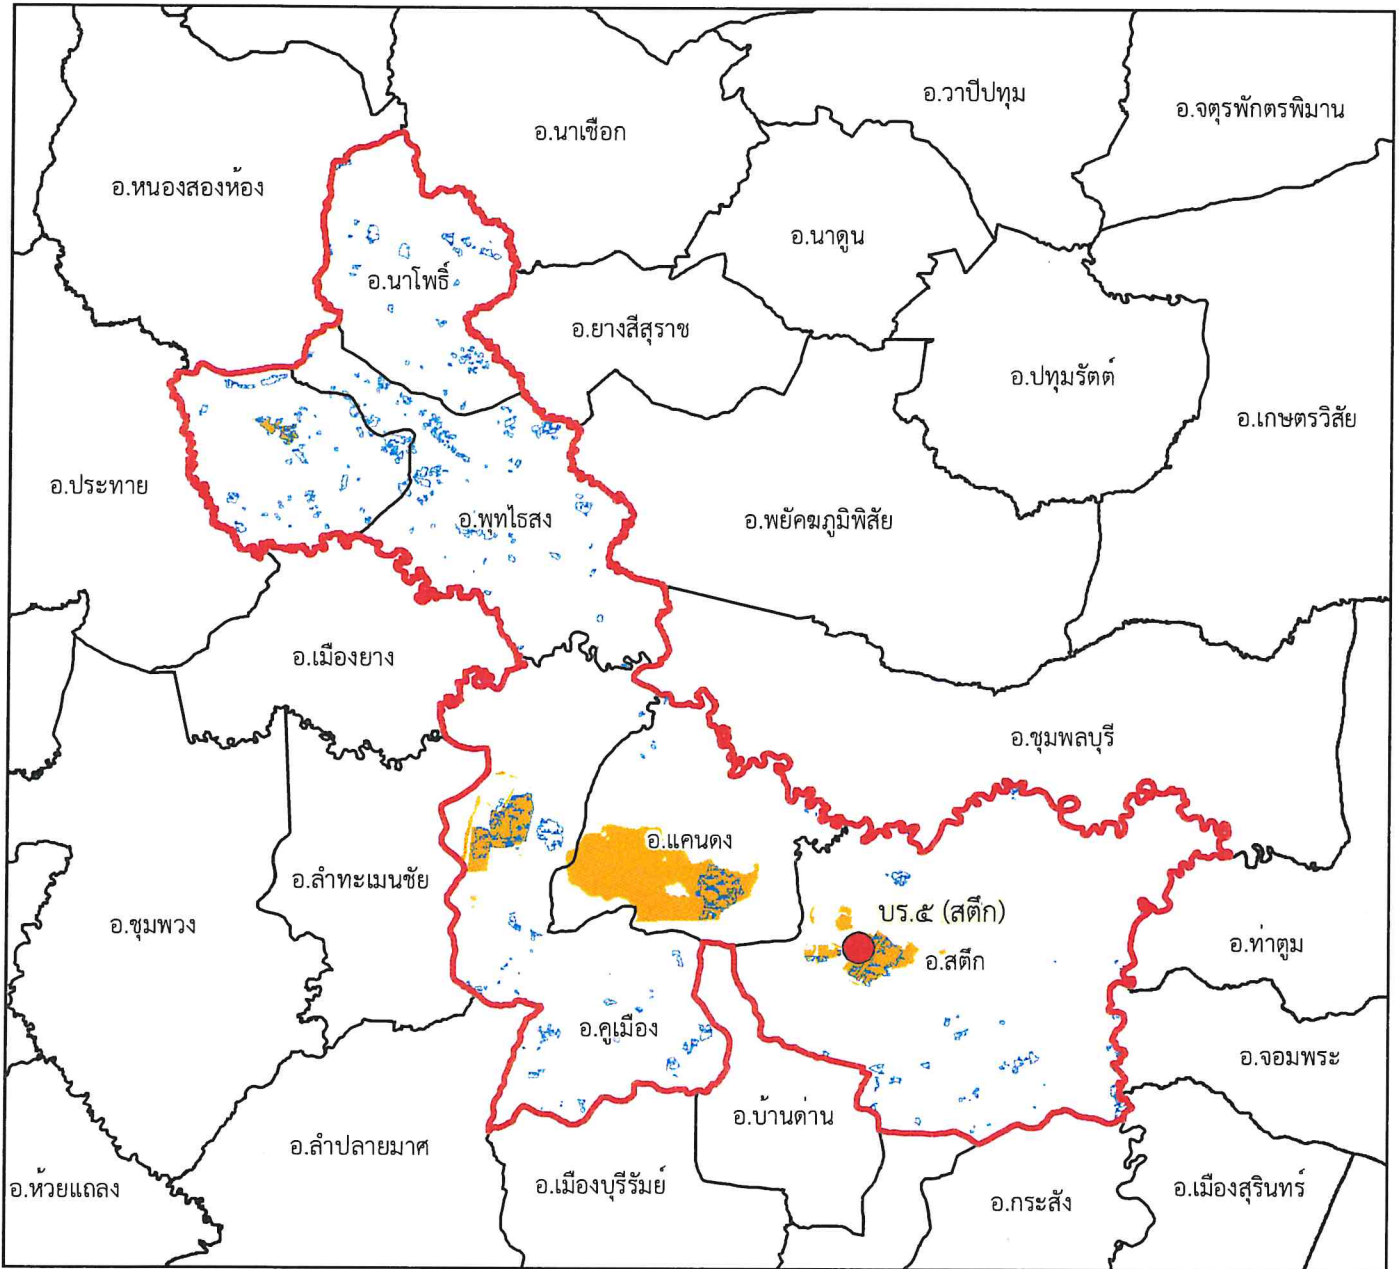 อ.วาปีปทุม
อ.จตุรพักตรพิมาน
อ.นาเชือก
อ.หนองสองห้อง
อ.นาดูน
อ.นาโพธิ์
อ.ยางสีสุราช
อ.ปทุมรัตต์
อ.เกษตรวิสัย
อ.ประทาย
อ.พุทไธสง
อ.พยัคฆภูมิพิสัย
อ.เมืองยาง
อ.ชุมพลบุรี
อ.แคนดง
อ.ลำทะเมนชัย
บร.๕ (สตึก)
อ.ชุมพวง
อ.ท่าตูม
อ.สตึก
อ.คูเมือง
อ.จอมพระ
อ.บ้านด่าน
อ.ลำปลายมาศ
อ.ห้วยแถลง
อ.เมืองบุรีรัมย์
อ.เมืองสุรินทร์
อ.กระสัง